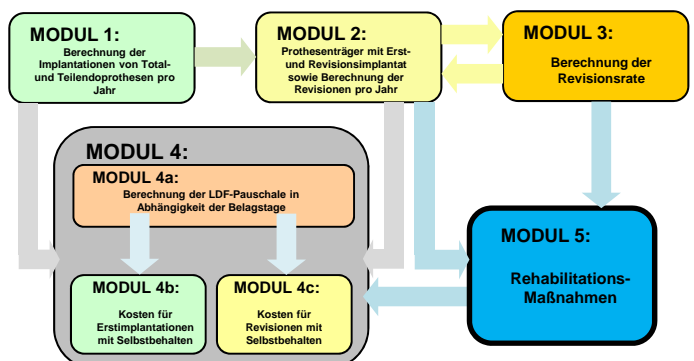 MODUL 1:
Berechnung der
Implantationen von Total-
und Teilendoprothesen pro
Jahr
MODUL 2:
Prothesenträger mit Erst-
und Revisionsimplantat
sowie Berechnung der
Revisionen pro Jahr
MODUL 3:
Berechnung der
Revisionsrate
MODUL 4:
MODUL 4a:
Berechnung der LDF-Pauschale in
Abhängigkeit der Belagstage
MODUL 4b:
Kosten für
Erstimplantationen
mit Selbstbehalten
MODUL 4c:
Kosten für
Revisionen mit
Selbstbehalten
MODUL 5:
Rehabilitations-
Maßnahmen